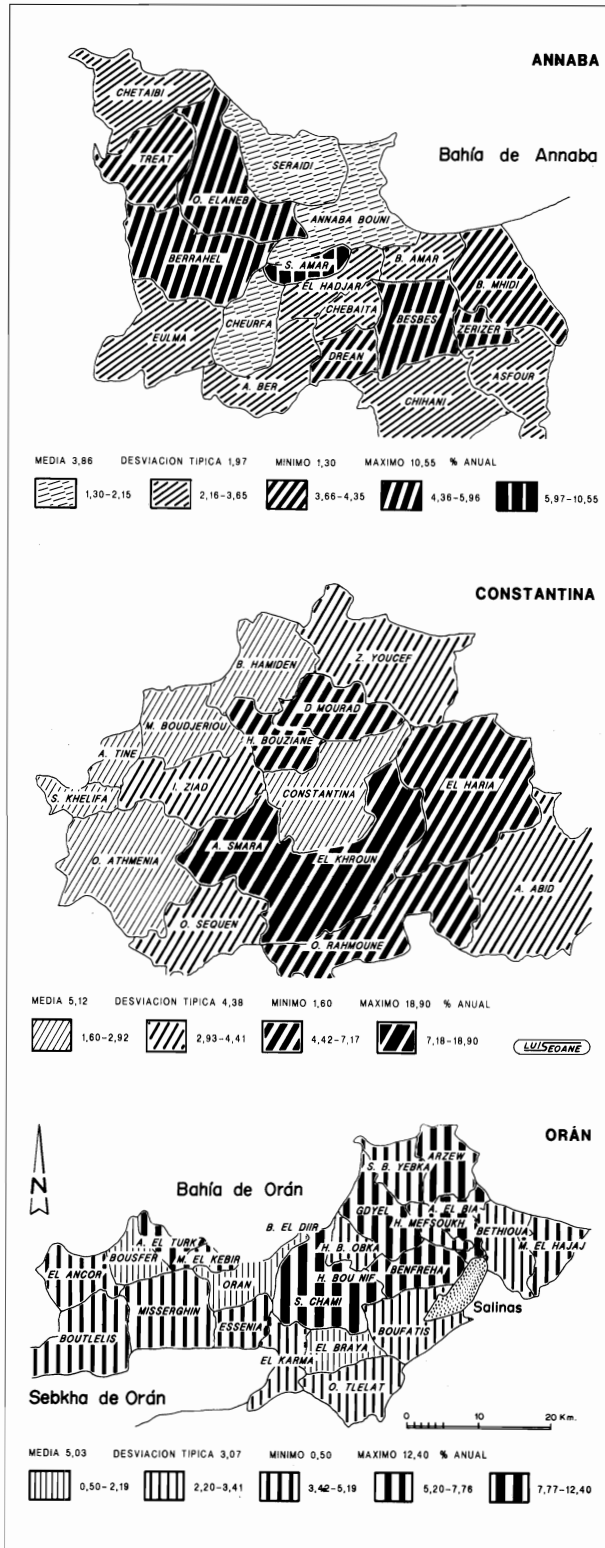 ANNABA
CHETAIBI
Bahía de Annaba
TREAT
SERAIDI
O. ELANEB
ANNABA BOUNI
BERRAHEL
S. AMAR
B. AMAR
B. MHIDI
EL HADJAR
CHEBAITA
BESBES
ZERIZER
CHEURFA
EULMA
DREAN
ASFOUR
A. BER
CHIHANI
MEDIA 3,86 DESVIACION TIPICA 1,97 MINIMO 1,30 MAXIMO 10,55 % ANUAL
1,30-2,15 2,16-3,65 3,66-4,35 4,36-5,96 5,97-10,55
CONSTANTINA
Z. YOUCEF
B. HAMIDEN
D MOURAD
M. BOUDJERIOU
H. BOUZIANE
A. TINE
I. ZIAD
CONSTANTINA
EL HARIA
S. KHELIFA
A. SMARA
EL KHROUN
O. ATHMENIA
A. ABID
O. SEQUEN
O. RAHMOUNE
MEDIA 5,12 DESVIACION TIPICA 4,38 MINIMO 1,60 MAXIMO 18,90 % ANUAL
1,60-2,92 2,93-4,41 4,42-7,17 7,18-18,90
LUIS SEOANE
ORÁN
N
Bahía de Orán
ARZEW
S. B. YEBKA
GDYEL
A. EL BIA
B. EL DJIR
H. MEFSOUKH
BETHIOUA
A. EL TURK
BOUSFER
M. EL KEBIR
H. B. OBKA
M. EL HAJAJ
EL ANCOR
ORAN
H. BOU NIF
BENFREHA
MISSERGHIN
S. CHAMI
Salinas
BOUTLELIS
ESSENIA
BOUFATIS
EL KARMA
EL BRAYA
O. TLELAT
Sebkha de Orán
0 10 20 Km.
MEDIA 5,03 DESVIACION TIPICA 3,07 MINIMO 0,50 MAXIMO 12,40 % ANUAL
0,50-2,19 2,20-3,41 3,42-5,19 5,20-7,76 7,77-12,40